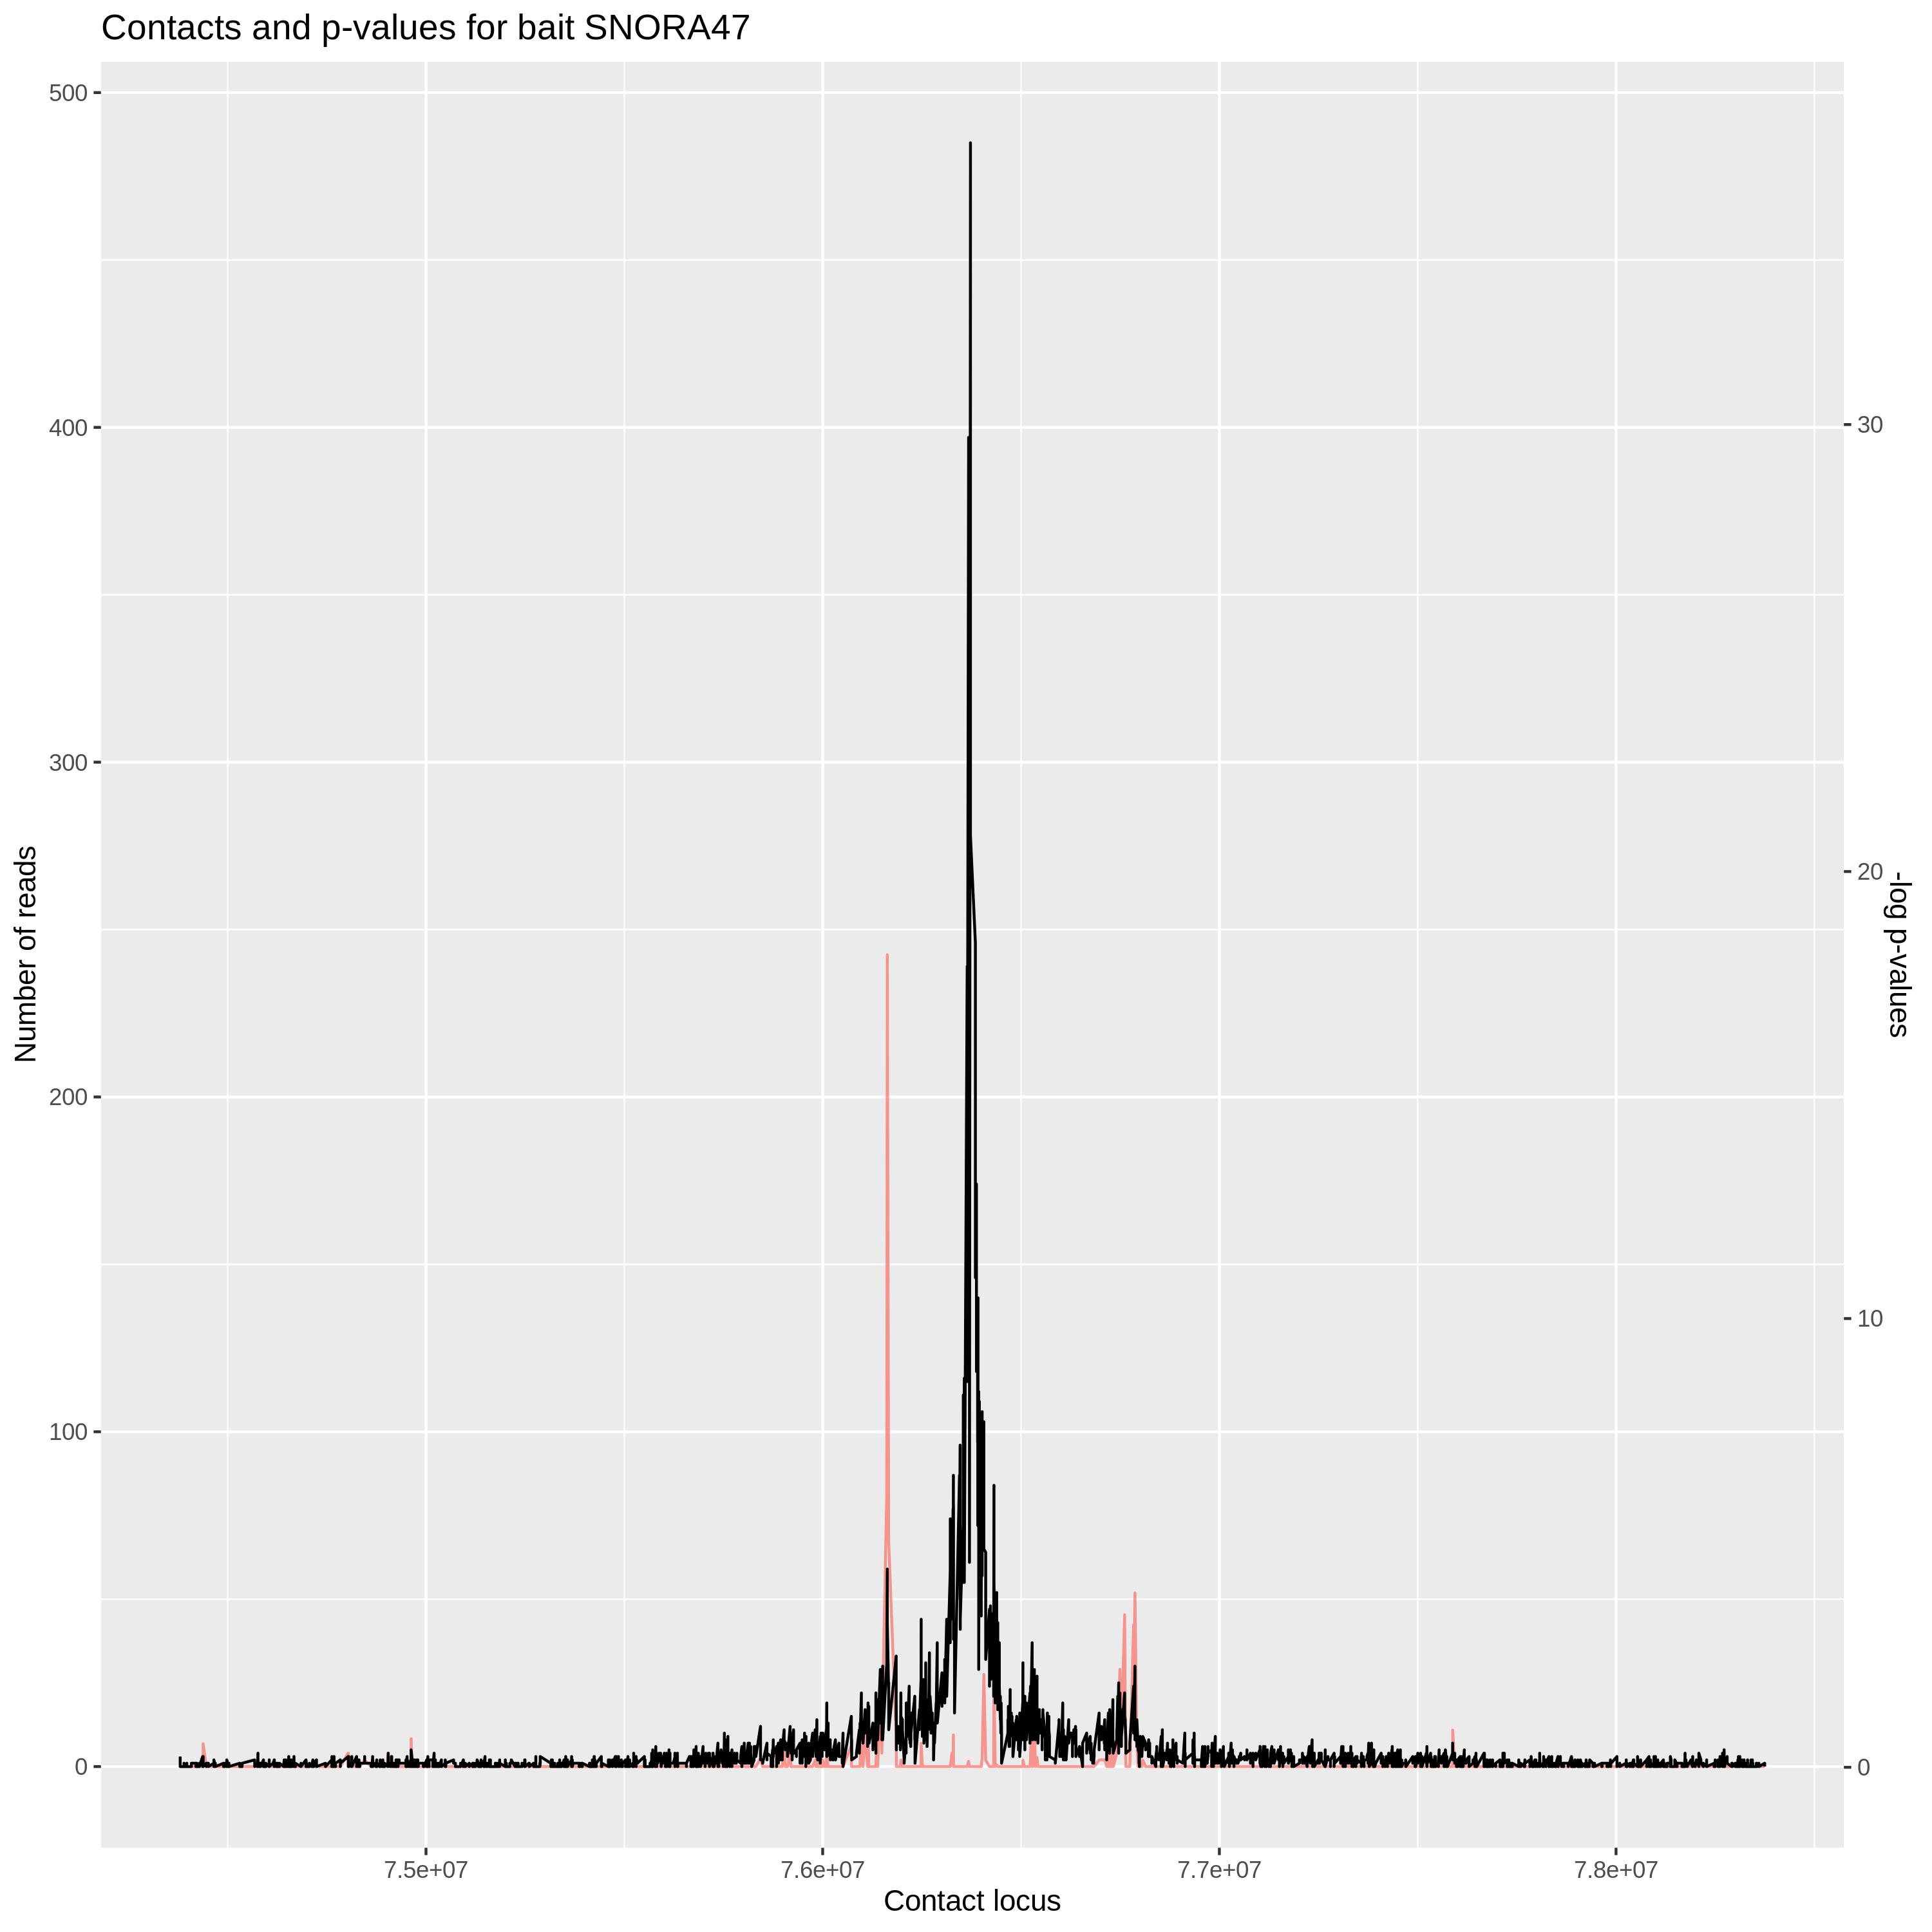 Contacts and p-values for bait SNORA47
500
400
300
200
100
0
Number of reads
30
20
10
0
-log p-values
7.5e+07
7.6e+07
7.7e+07
7.8e+07
Contact locus